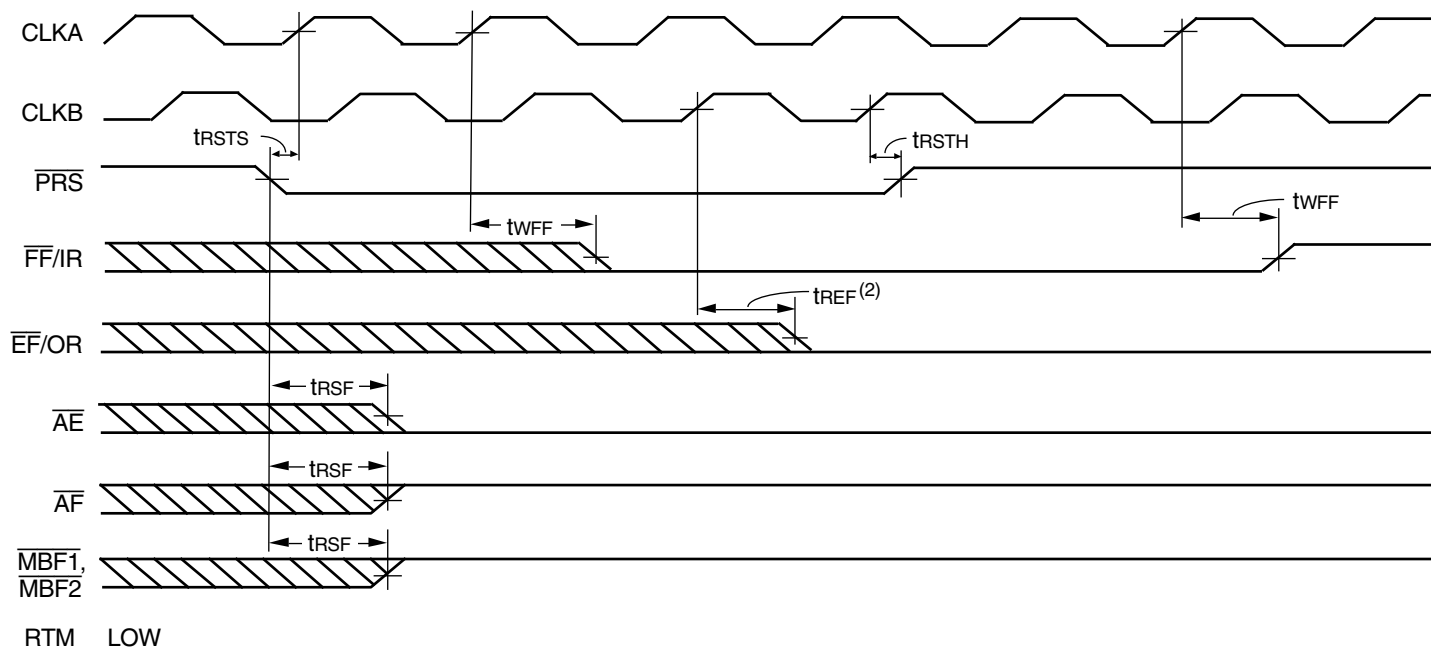 CLKA
CLKB
tRSTS
tRSTH
PRS
tWFF
tWFF
FF/IR
tREF(2)
EF/OR
tRSF
AE
tRSF
AF
tRSF
MBF1,
MBF2
RTM LOW